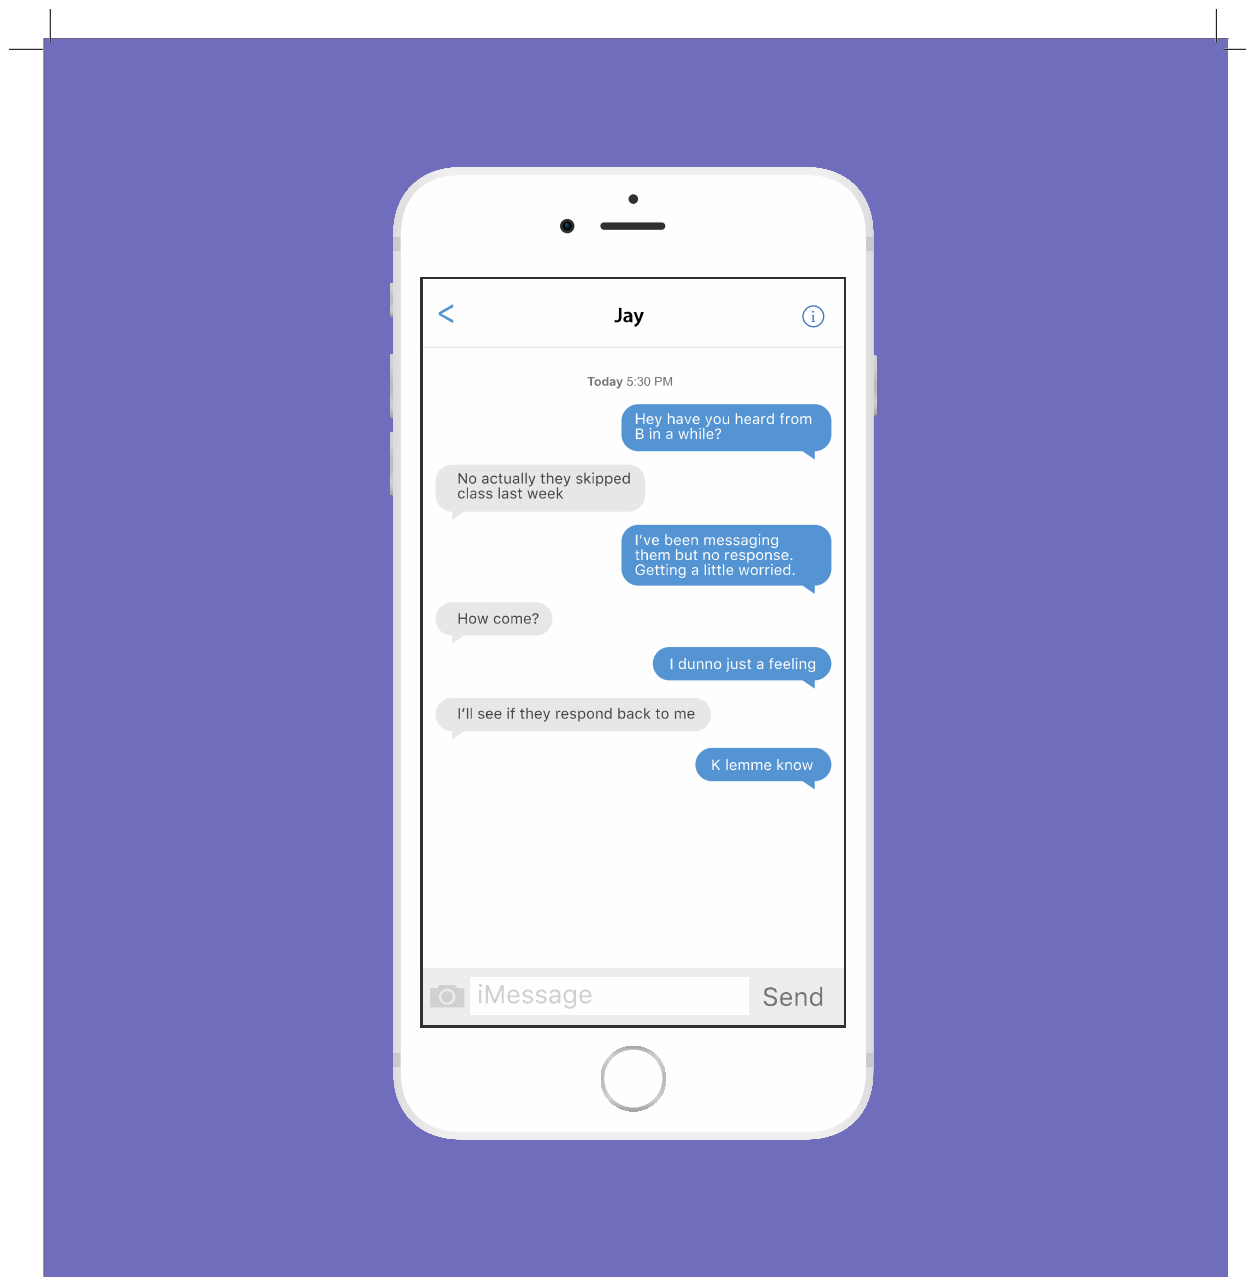 <
Jay
i
Today 5:30 PM
Hey have you heard from
B in a while?
No actually they skipped
class last week
I’ve been messaging
them but no response.
Getting a little worried.
How come?
I dunno just a feeling
I’ll see if they respond back to me
K lemme know
iMessage
Send